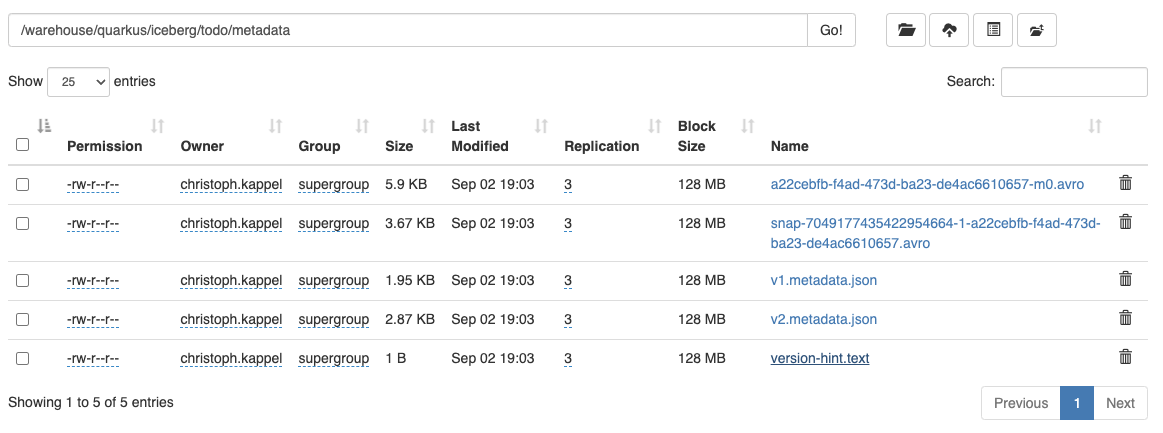 /warehouse/quarkus/iceberg/todo/metadata Go!
Show 25 entries Search:
Permission Owner Group Size Last Modified Replication Block Size Name
-rw-r--r-- christoph.kappel supergroup 5.9 KB Sep 02 19:03 3 128 MB a22cebfb-f4ad-473d-ba23-de4ac6610657-m0.avro
-rw-r--r-- christoph.kappel supergroup 3.67 KB Sep 02 19:03 3 128 MB snap-7049177435422954664-1-a22cebfb-f4ad-473d-
ba23-de4ac6610657.avro
-rw-r--r-- christoph.kappel supergroup 1.95 KB Sep 02 19:03 3 128 MB v1.metadata.json
-rw-r--r-- christoph.kappel supergroup 2.87 KB Sep 02 19:03 3 128 MB v2.metadata.json
-rw-r--r-- christoph.kappel supergroup 1 B Sep 02 19:03 3 128 MB version-hint.text
Showing 1 to 5 of 5 entries Previous 1 Next